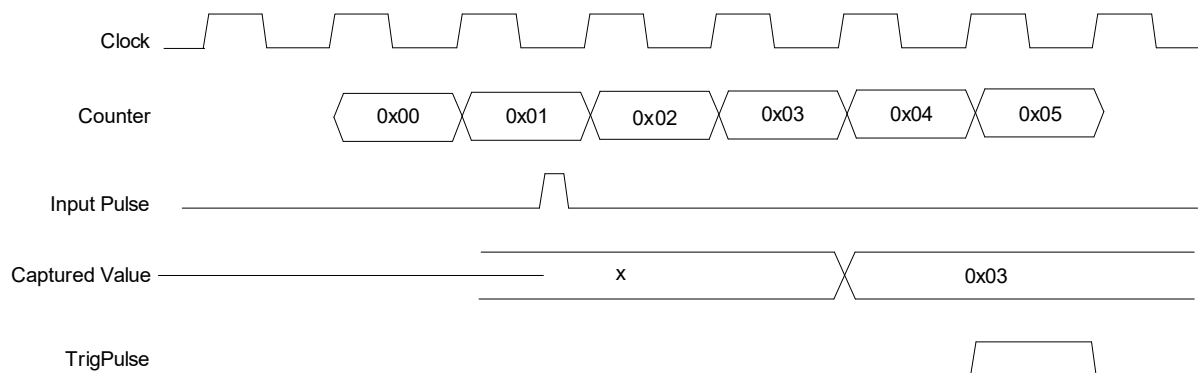 Clock
Counter 0x00 0x01 0x02 0x03 0x04 0x05
Input Pulse
Captured Value x 0x03
TrigPulse